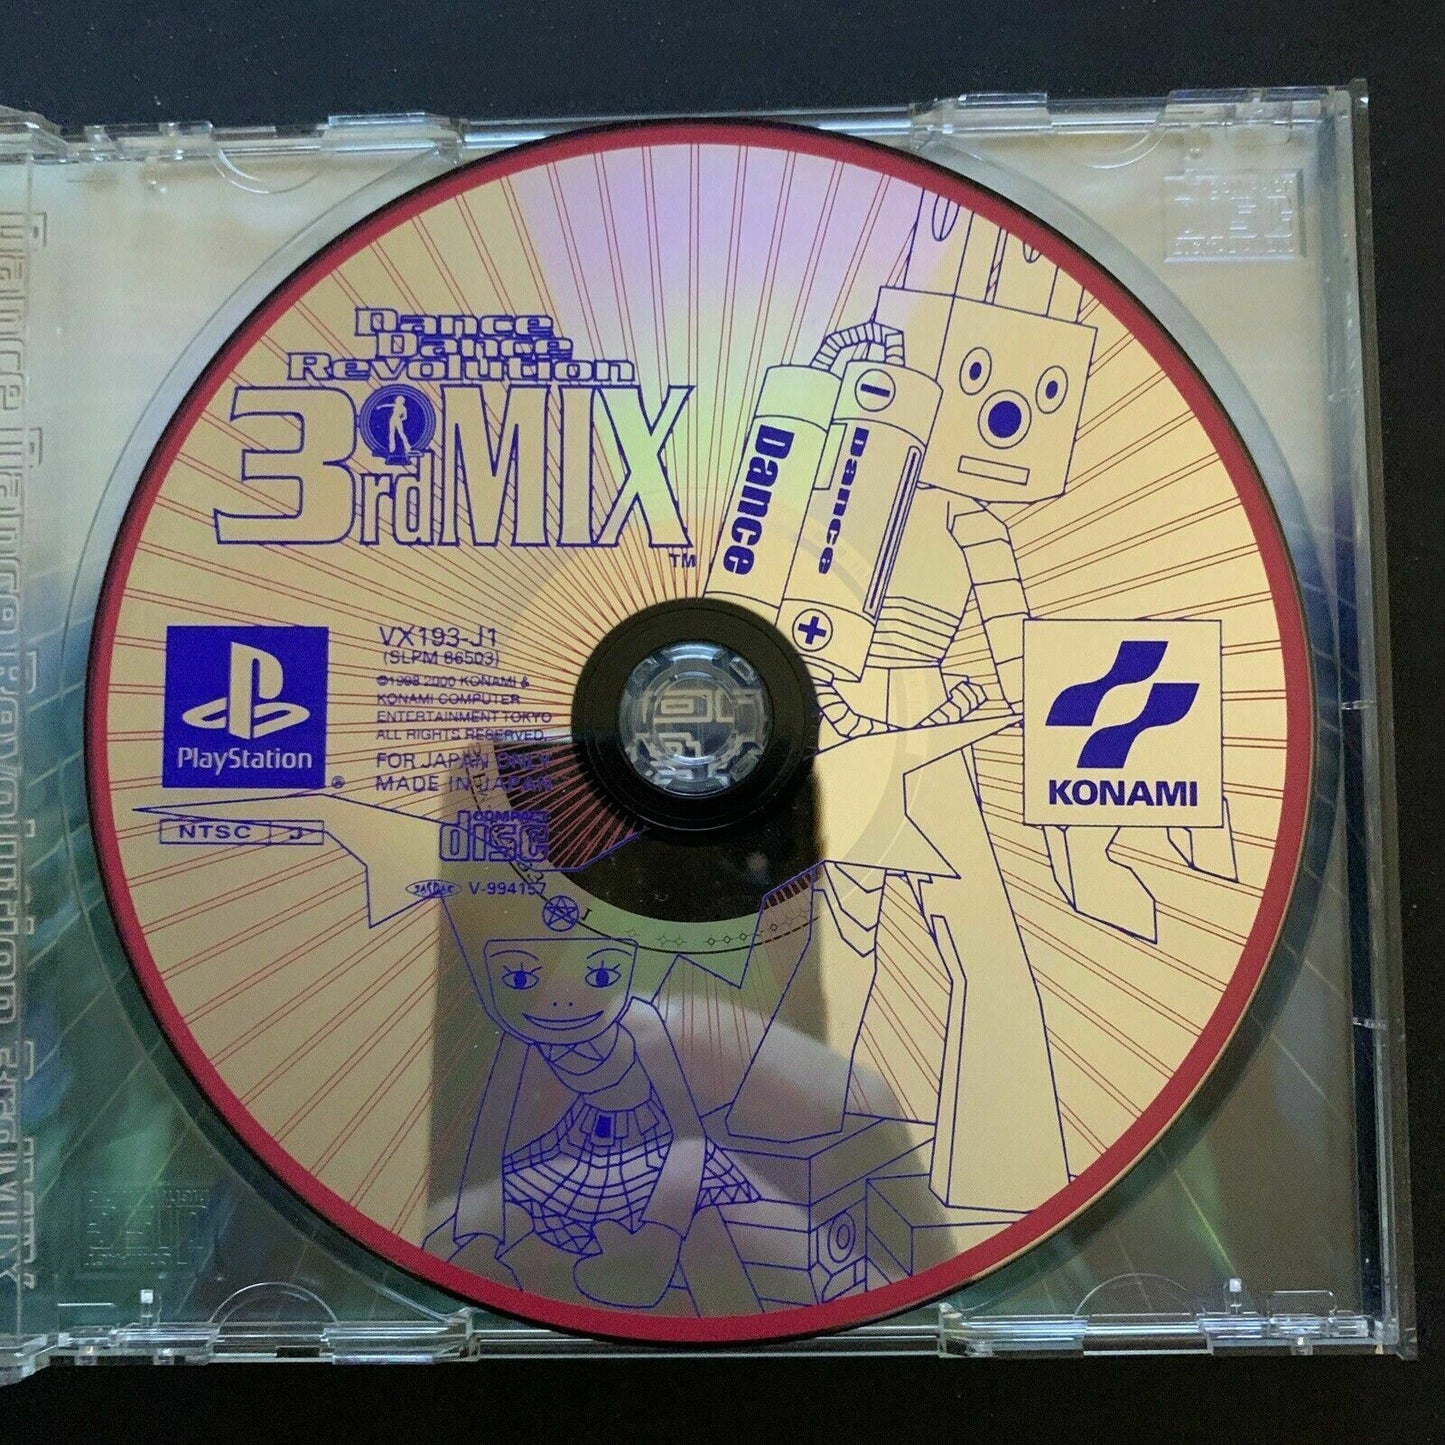 Dance
Dance
Revolution
3rdMIX
TM
Dance
Dance
VX193-J1
(SLPM 86503)
©1998 2000 KONAMI &
KONAMI COMPUTER
ENTERTAINMENT TOKYO
ALL RIGHTS RESERVED.
FOR JAPAN ONLY
MADE IN JAPAN
PlayStation
®
NTSC J
COMPACT
disc
JASRAC V-994157
KONAMI